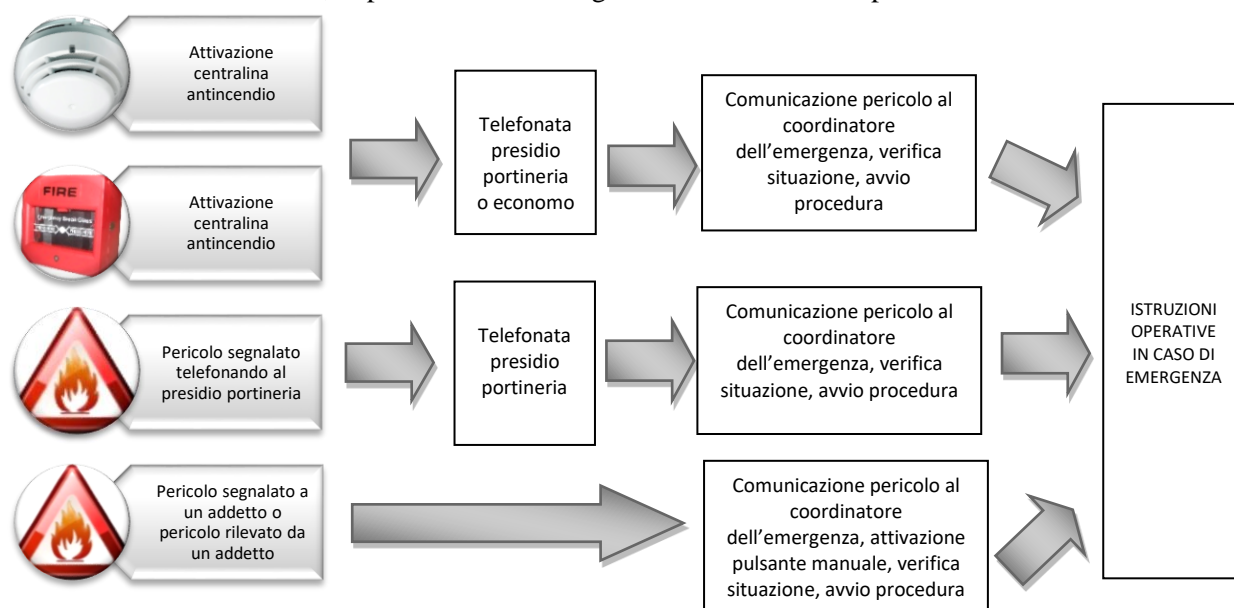 Attivazione
centralina
antincendio
Telefonata
presidio
portineria
o economo
Comunicazione pericolo al
coordinatore
dell'emergenza, verifica
situazione, avvio
procedura
FIRE
Attivazione
centralina
antincendio
Pericolo segnalato
telefonando al
presidio portineria
Telefonata
presidio
portineria
Comunicazione pericolo al
coordinatore
dell'emergenza, verifica
situazione, avvio procedura
Pericolo segnalato a
un addetto o
pericolo rilevato da
un addetto
Comunicazione pericolo al
coordinatore
dell'emergenza, attivazione
pulsante manuale, verifica
situazione, avvio procedura
ISTRUZIONI
OPERATIVE
IN CASO DI
EMERGENZA